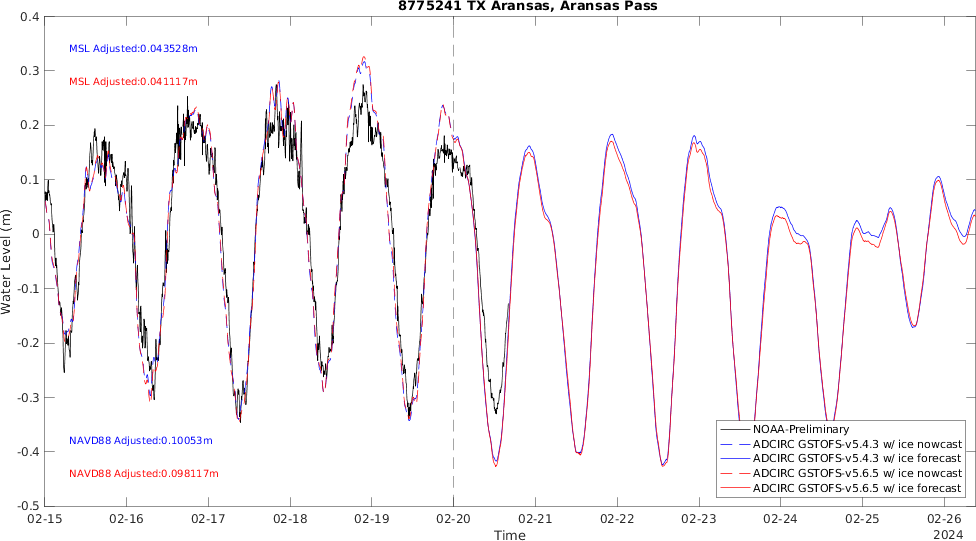 8775241 TX Aransas, Aransas Pass
0.4
0.3
0.2
0.1
0
-0.1
-0.2
-0.3
-0.4
-0.5
Water Level (m)
MSL Adjusted:0.043528m
MSL Adjusted:0.041117m
NAVD88 Adjusted:0.10053m
NAVD88 Adjusted:0.098117m
NOAA-Preliminary
ADCIRC GSTOFS-v5.4.3 w/ ice nowcast
ADCIRC GSTOFS-v5.4.3 w/ ice forecast
ADCIRC GSTOFS-v5.6.5 w/ ice nowcast
ADCIRC GSTOFS-v5.6.5 w/ ice forecast
02-15 02-16 02-17 02-18 02-19 02-20 02-21 02-22 02-23 02-24 02-25 02-26
Time
2024